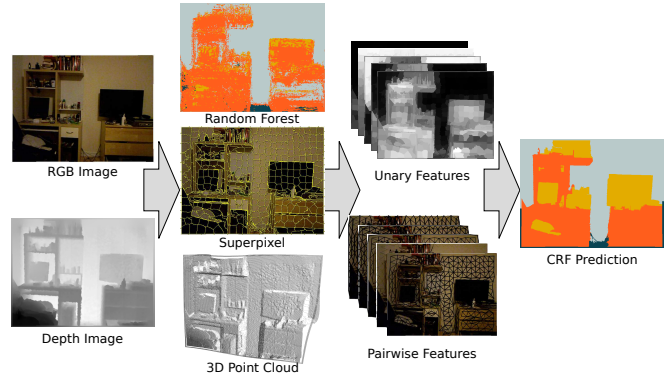 RGB Image
Depth Image
Random Forest
Superpixel
3D Point Cloud
Unary Features
Pairwise Features
CRF Prediction